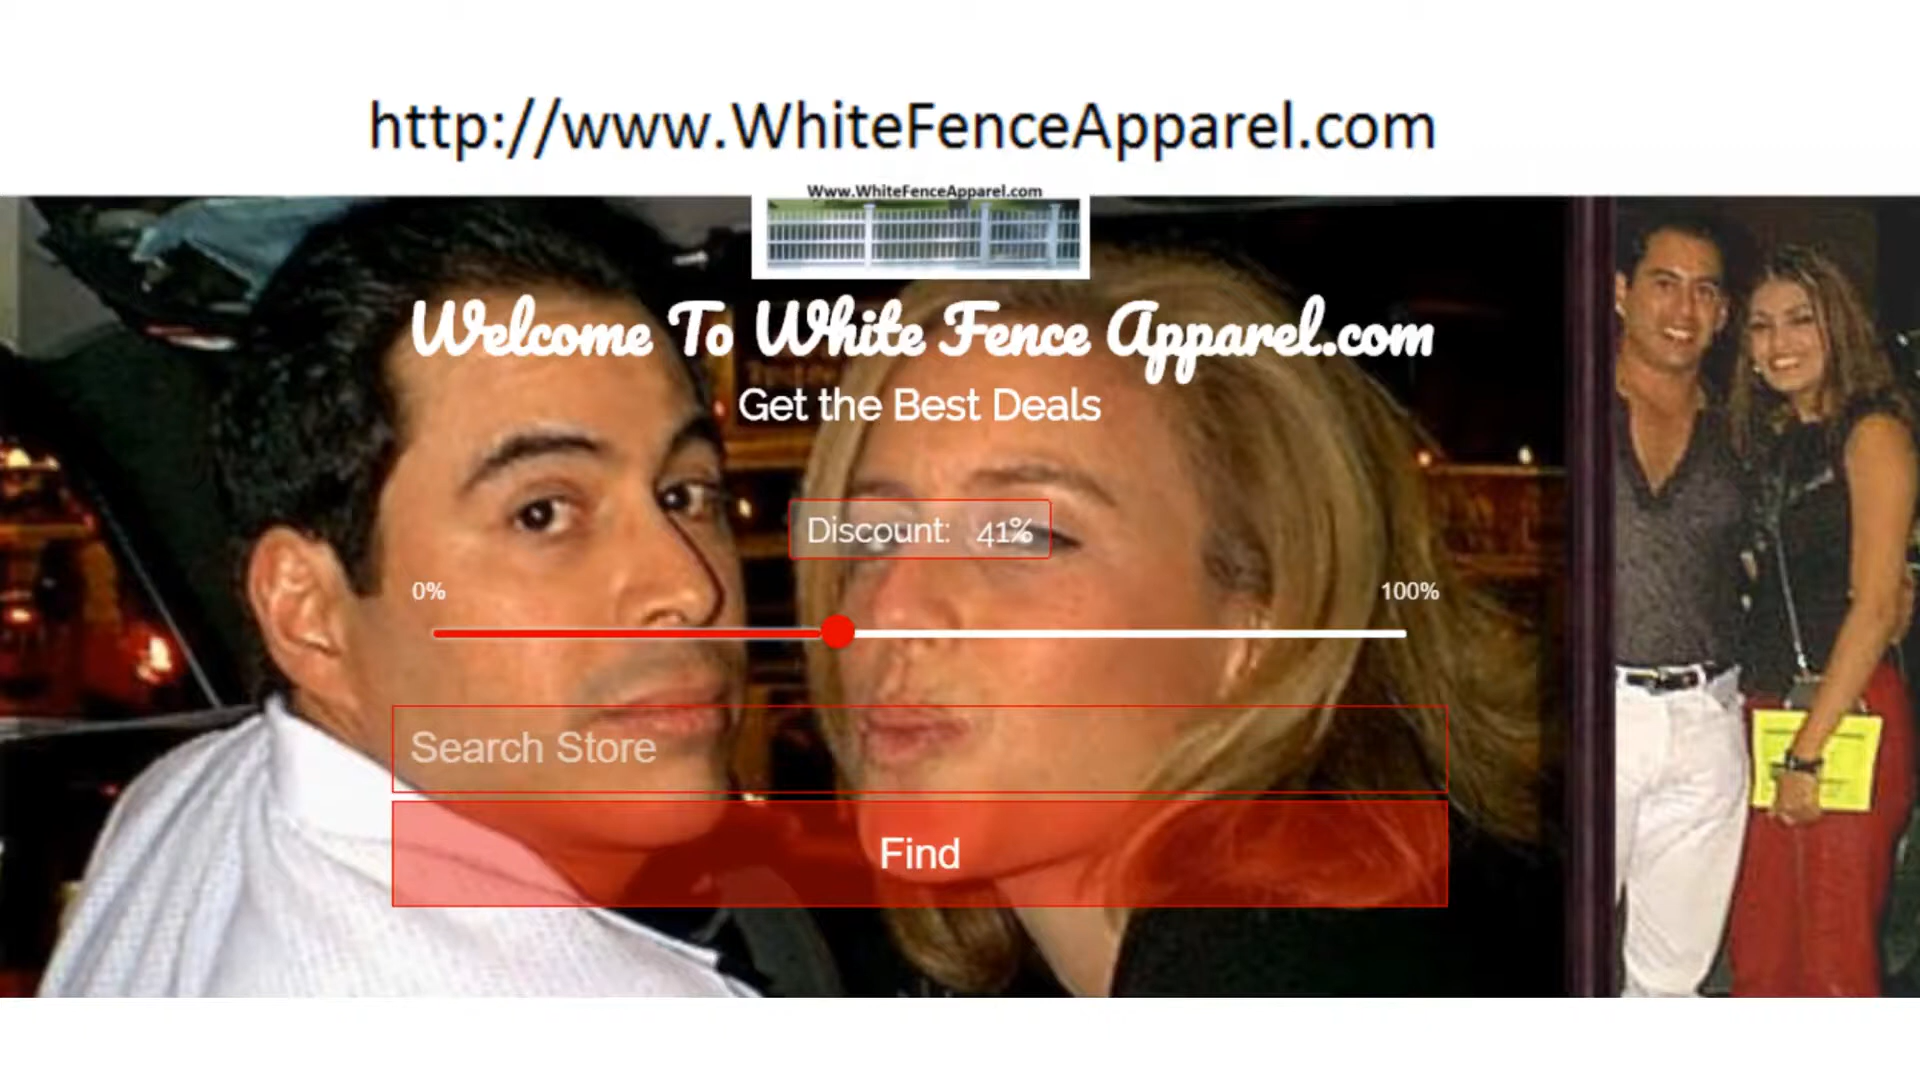 http://www.WhiteFenceApparel.com
Www.WhiteFenceApparel.com
Welcome To White Fence Apparel.com
Get the Best Deals
Discount: 41%
0%
100%
Search Store
Find